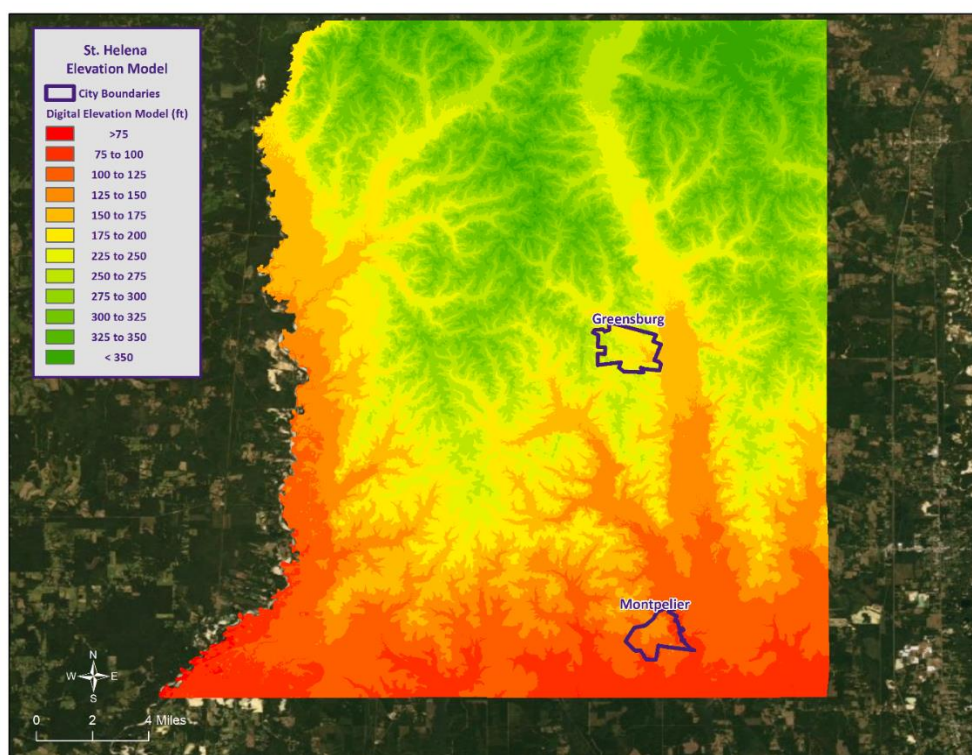 St. Helena
Elevation Model
City Boundaries
Digital Elevation Model (ft)
>75
75 to 100
100 to 125
125 to 150
150 to 175
175 to 200
225 to 250
250 to 275
275 to 300
300 to 325
325 to 350
< 350
Greensburg
Montpelier
N
W E
S
0 2 4 Miles